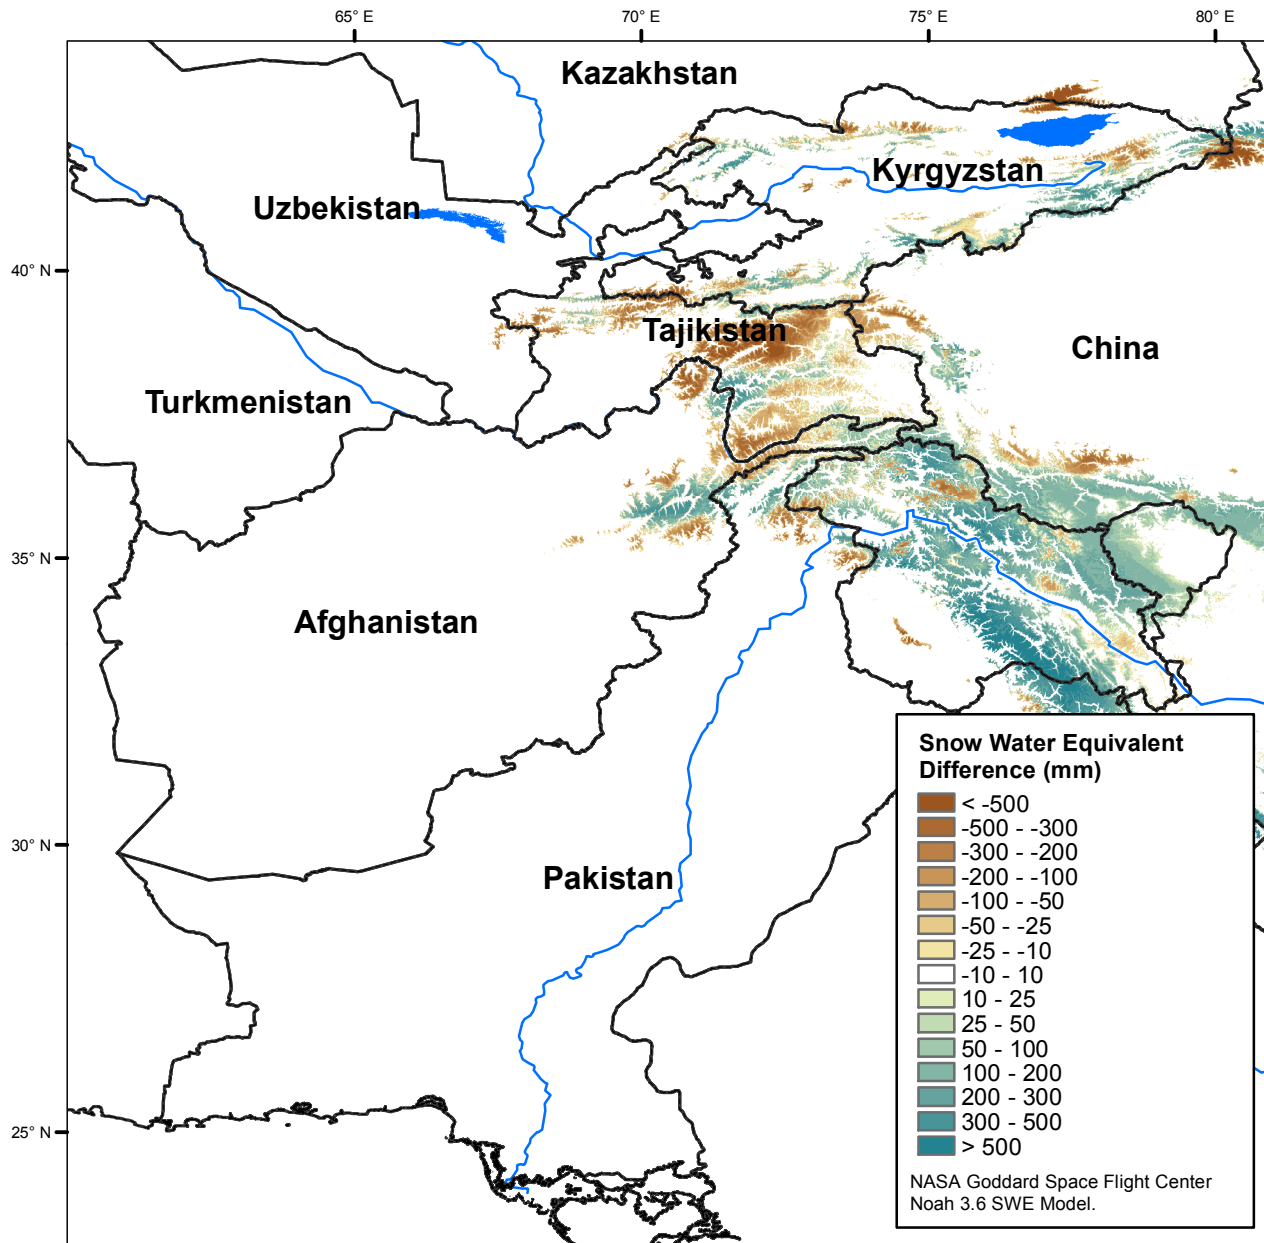 65° E
70° E
75° E
80° E
Kazakhstan
Kyrgyzstan
Uzbekistan
40° N
Tajikistan
China
Turkmenistan
35° N
Afghanistan
Snow Water Equivalent
Difference (mm)
< -500
-500 - -300
-300 - -200
-200 - -100
-100 - -50
-50 - -25
-25 - -10
-10 - 10
10 - 25
25 - 50
50 - 100
100 - 200
200 - 300
300 - 500
> 500
30° N
Pakistan
25° N
NASA Goddard Space Flight Center
Noah 3.6 SWE Model.